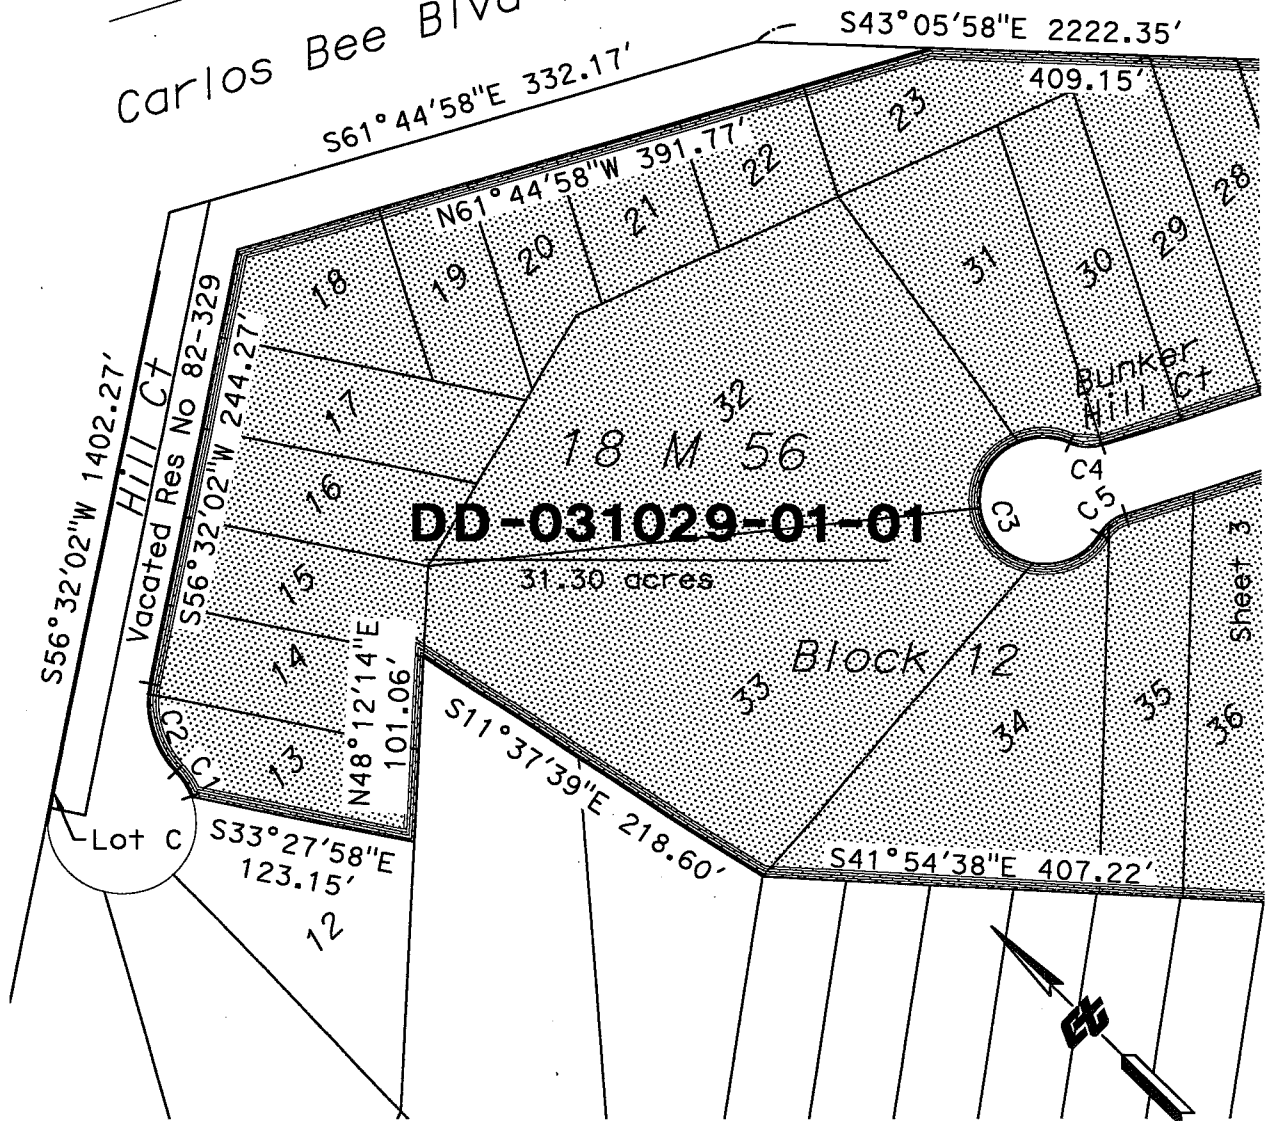 Carlos Bee Blvd
S43°05'58"E 2222.35'
S61°44'58"E 332.17'
409.15'
N61°44'58"W 391.77'
23
22
21
20
19
18
28
29
30
31
Hill Ct
Vacated Res No 82-329
S56°32'02"W 1402.27'
S56°32'02"W 244.27'
17
16
15
14
13
32
18 M 56
Bunker
Hill Ct
C4
C5
C3
DD-031029-01-01
31.30 acres
Sheet 3
Block 12
33
34
35
36
N48°12'14"E
101.06'
S11°37'39"E 218.60'
C2
C1
Lot C
S33°27'58"E
123.15'
S41°54'38"E 407.22'
12
ct